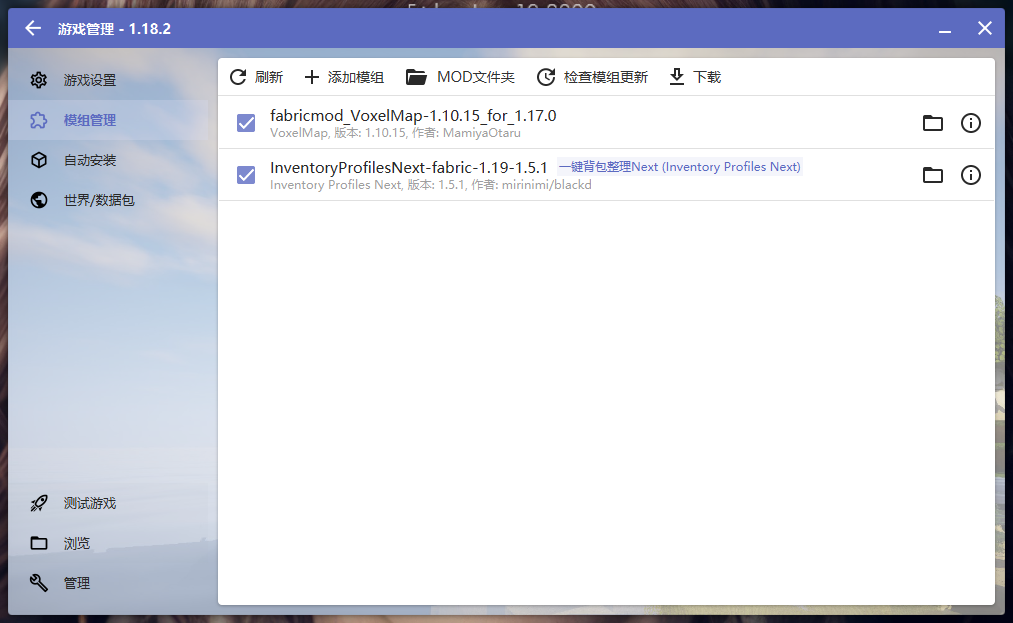 游戏管理 - 1.18.2
游戏设置
模组管理
自动安装
世界/数据包
测试游戏
浏览
管理
刷新 添加模组 MOD文件夹 检查模组更新 下载
fabricmod_VoxelMap-1.10.15_for_1.17.0
VoxelMap, 版本: 1.10.15, 作者: MamiyaOtaru
InventoryProfilesNext-fabric-1.19-1.5.1 一键背包整理Next (Inventory Profiles Next)
Inventory Profiles Next, 版本: 1.5.1, 作者: mirinimi/blackd